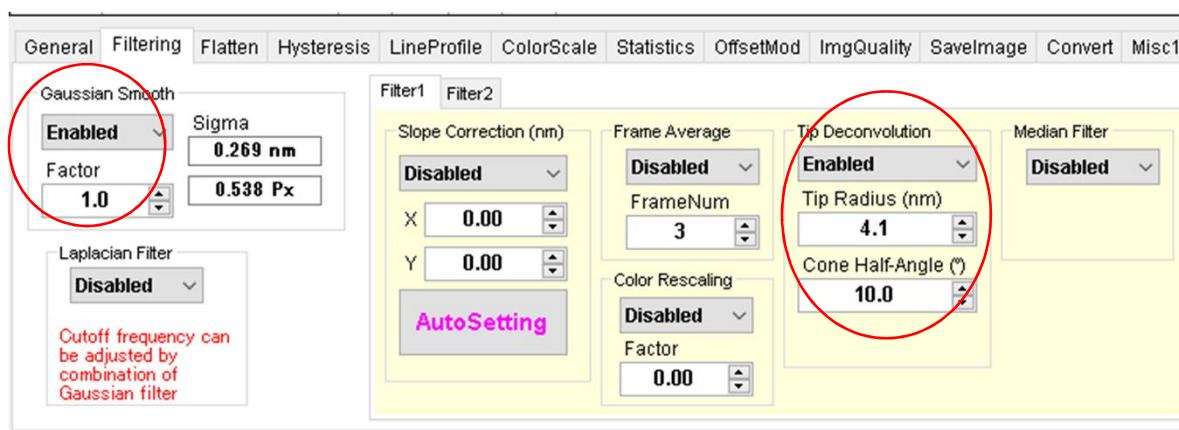 General Filtering Flatten Hysteresis LineProfile ColorScale Statistics OffsetMod ImgQuality SaveImage Convert Misc1
Gaussian Smooth
Enabled
Factor
1.0
Sigma
0.269 nm
0.538 Px
Laplacian Filter
Disabled
Cutoff frequency can
be adjusted by
combination of
Gaussian filter
Filter1 Filter2
Slope Correction (nm)
Disabled
X 0.00
Y 0.00
AutoSetting
Frame Average
Disabled
FrameNum
3
Color Rescaling
Disabled
Factor
0.00
Tip Deconvolution
Enabled
Tip Radius (nm)
4.1
Cone Half-Angle (°)
10.0
Median Filter
Disabled